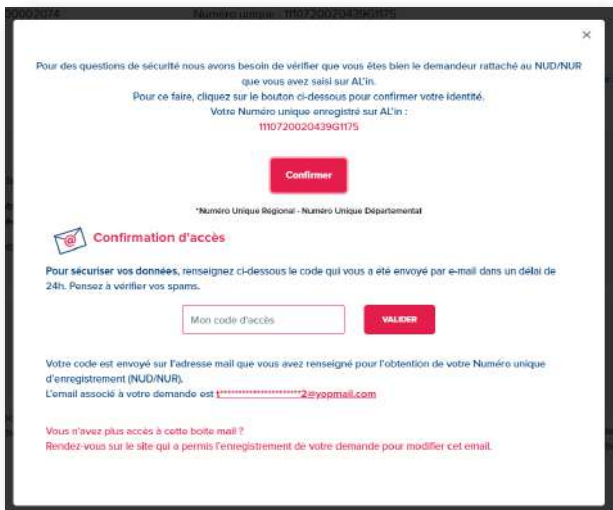 00002074 Numéro unique - 1110720020439G1175
×
Pour des questions de sécurité nous avons besoin de vérifier que vous êtes bien le demandeur rattaché au NUD/NUR
que vous avez saisi sur AL'in.
Pour ce faire, cliquez sur le bouton ci-dessous pour confirmer votre identité.
Votre Numéro unique enregistré sur AL'in :
1110720020439G1175
Confirmer
*Numéro Unique Régional - Numéro Unique Départemental
@ Confirmation d'accès
Pour sécuriser vos données, renseignez ci-dessous le code qui vous a été envoyé par e-mail dans un délai de
24h. Pensez à vérifier vos spams.
Mon code d'accès VALIDER
Votre code est envoyé sur l'adresse mail que vous avez renseigné pour l'obtention de votre Numéro unique
d'enregistrement (NUD/NUR).
L'email associé à votre demande est t**********************2@yopmail.com
Vous n'avez plus accès à cette boite mail ?
Rendez-vous sur le site qui a permis l'enregistrement de votre demande pour modifier cet email.